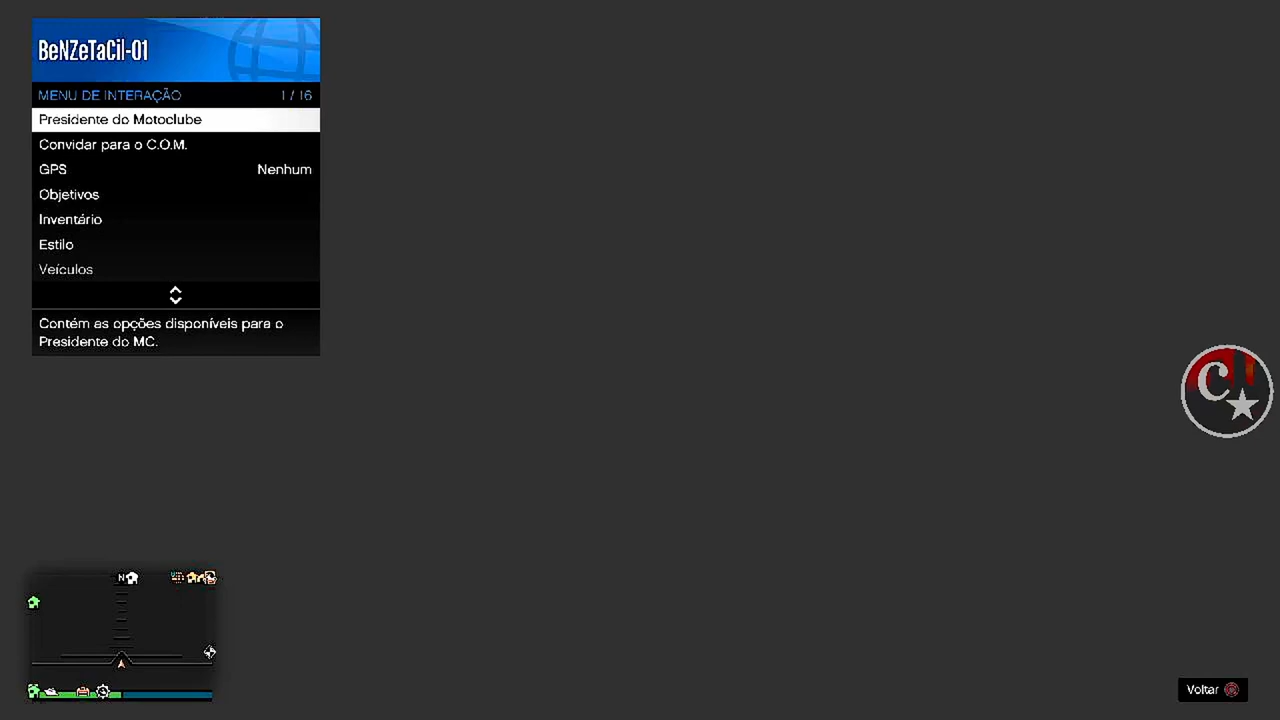 BeNZeTaCil-01
MENU DE INTERAÇÃO 1 / 16
Presidente do Motoclube
Convidar para o C.O.M.
GPS Nenhum
Objetivos
Inventário
Estilo
Veículos
Contém as opções disponíveis para o
Presidente do MC.
C
N
Voltar